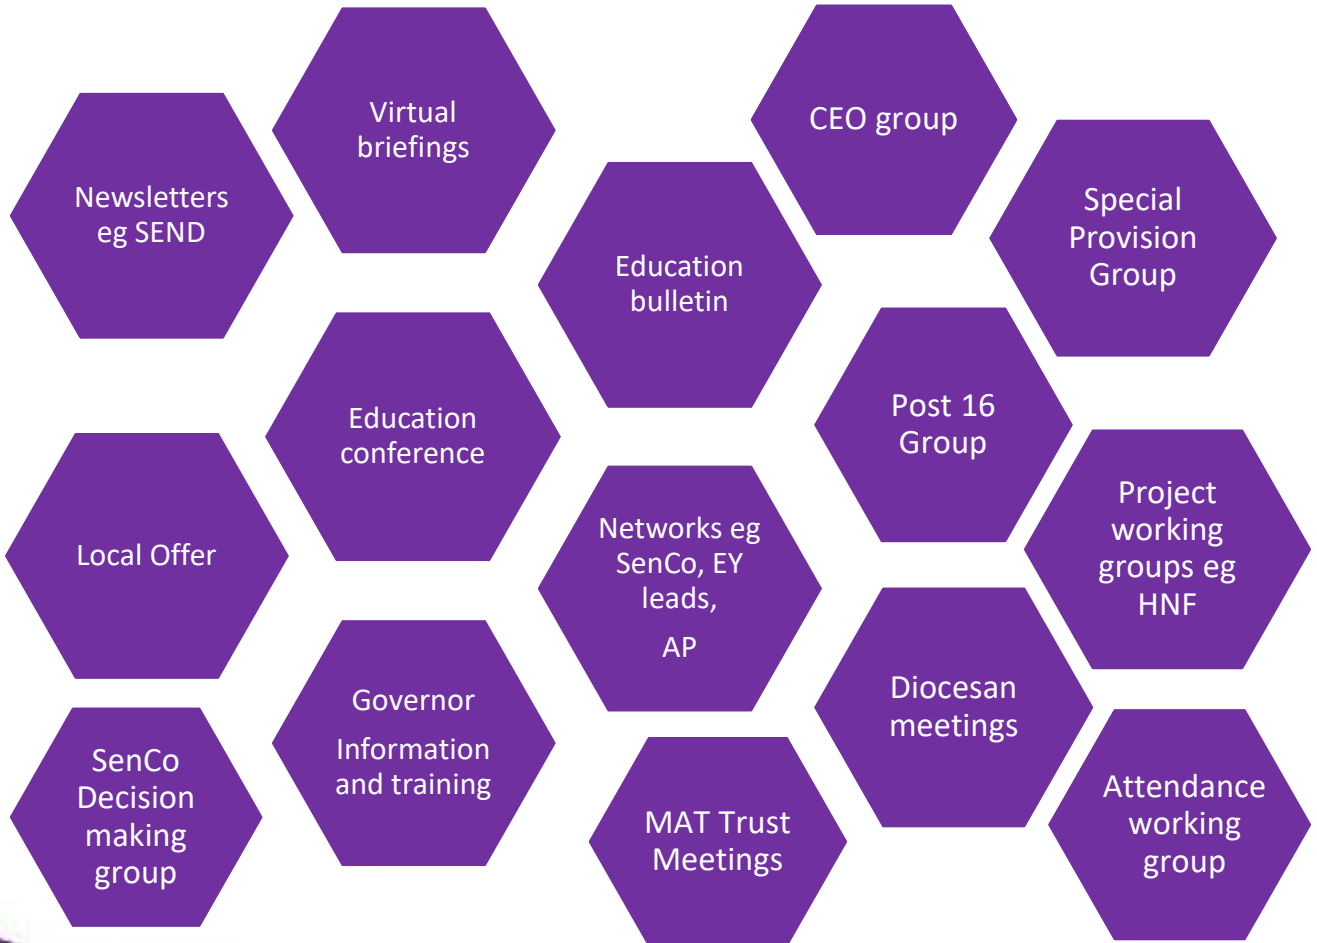 Virtual
briefings
CEO group
Newsletters
eg SEND
Special
Provision
Group
Education
bulletin
Education
conference
Post 16
Group
Local Offer
Networks eg
SenCo, EY
leads,
AP
Project
working
groups eg
HNF
Governor
Information
and training
Diocesan
meetings
SenCo
Decision
making
group
MAT Trust
Meetings
Attendance
working
group